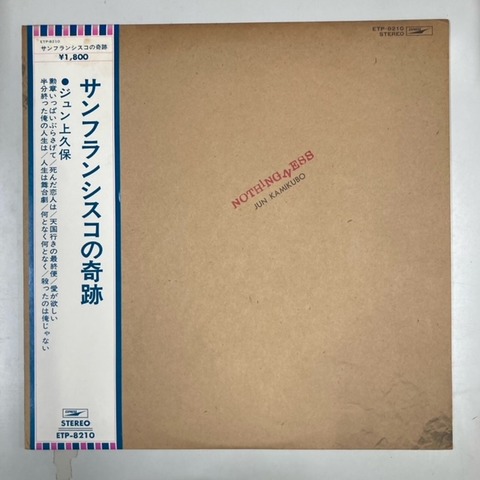 ETP-8210
サンフランシスコの奇跡
¥1,800
サンフランシスコの奇跡
●ジュン上久保
勲章いっぱいぶらさげて/死んだ恋人は/天国行きの最終便/愛が欲しい
半分終った俺の人生は/人生は舞台劇/何となく何となく/殺ったのは俺じゃない
STEREO
ETP-8210
ETP-8210
STEREO
NOTHiNGNESS
JUN KAMIKUBO